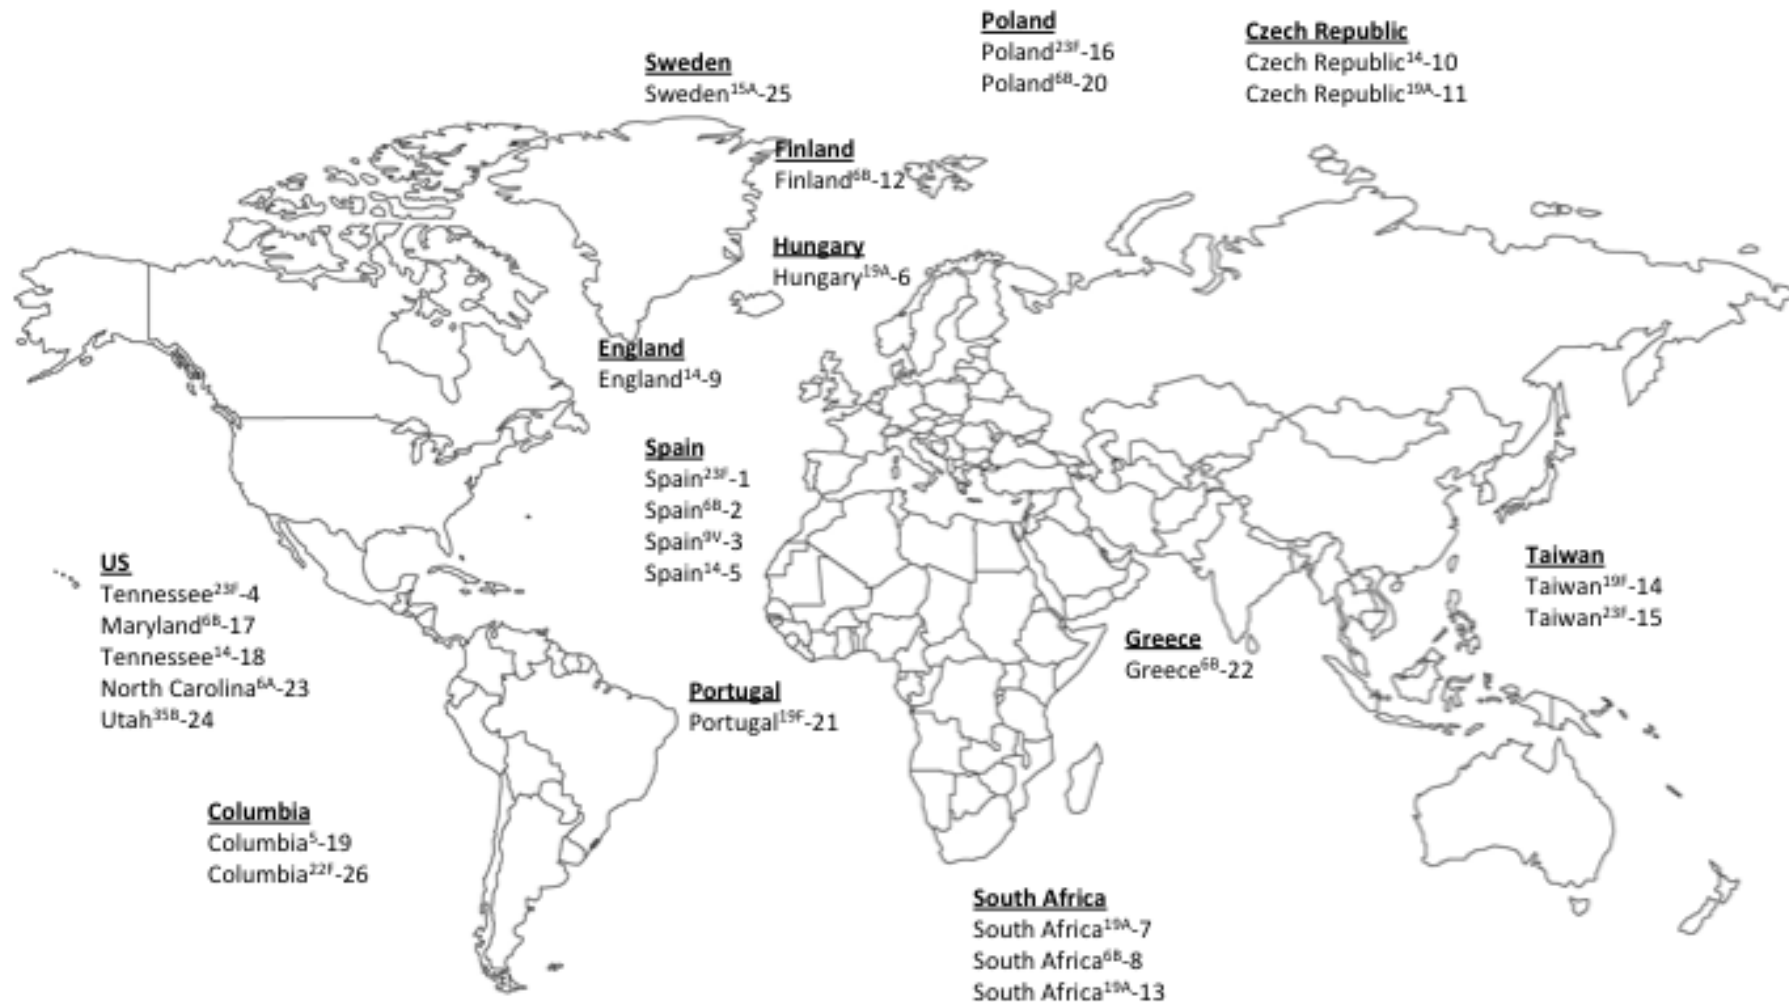 Poland
Poland²³ᶠ-16
Poland⁶ᴮ-20
Czech Republic
Czech Republic¹⁴-10
Czech Republic¹⁹ᴬ-11
Sweden
Sweden¹⁵ᴬ-25
Finland
Finland⁶ᴮ-12
Hungary
Hungary¹⁹ᴬ-6
England
England¹⁴-9
Spain
Spain²³ᶠ-1
Spain⁶ᴮ-2
Spain⁹ⱽ-3
Spain¹⁴-5
US
Tennessee²³ᶠ-4
Maryland⁶ᴮ-17
Tennessee¹⁴-18
North Carolina⁶ᴬ-23
Utah³⁵ᴮ-24
Taiwan
Taiwan¹⁹ᶠ-14
Taiwan²³ᶠ-15
Greece
Greece⁶ᴮ-22
Portugal
Portugal¹⁹ᶠ-21
Columbia
Columbia⁵-19
Columbia²²ᶠ-26
South Africa
South Africa¹⁹ᴬ-7
South Africa⁶ᴮ-8
South Africa¹⁹ᴬ-13